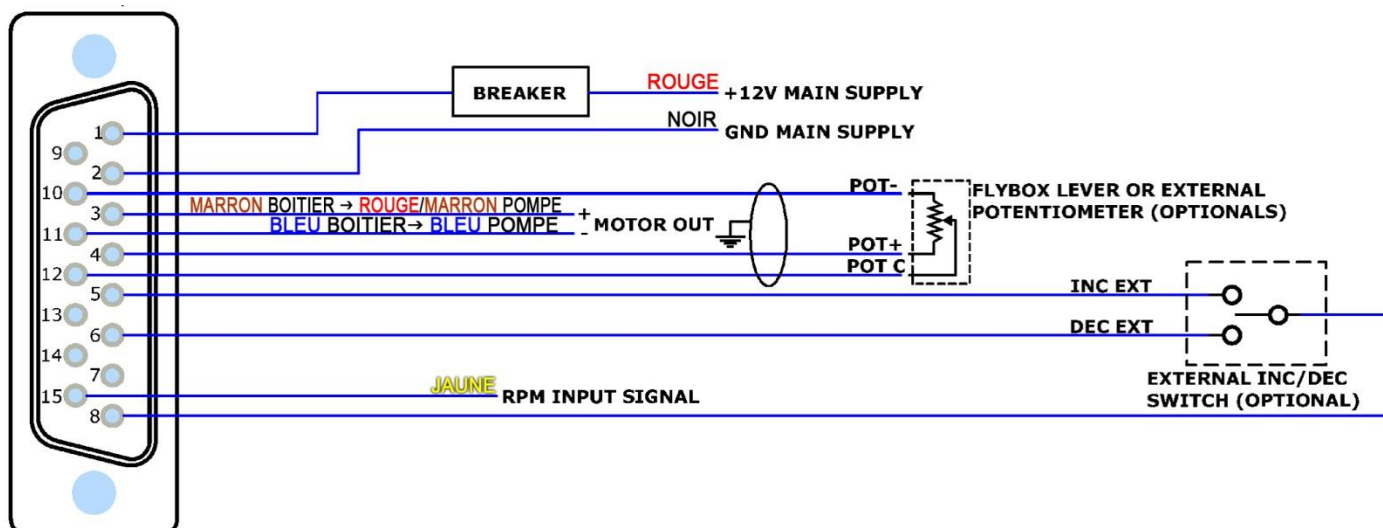 BREAKER
ROUGE
+12V MAIN SUPPLY
NOIR
GND MAIN SUPPLY
1
9
2
10
3
11
4
12
5
13
6
14
7
15
8
MARRON BOITIER → ROUGE/MARRON POMPE
+
BLEU BOITIER→ BLEU POMPE
-
MOTOR OUT
POT-
POT+
POT C
FLYBOX LEVER OR EXTERNAL
POTENTIOMETER (OPTIONALS)
INC EXT
DEC EXT
EXTERNAL INC/DEC
SWITCH (OPTIONAL)
JAUNE
RPM INPUT SIGNAL